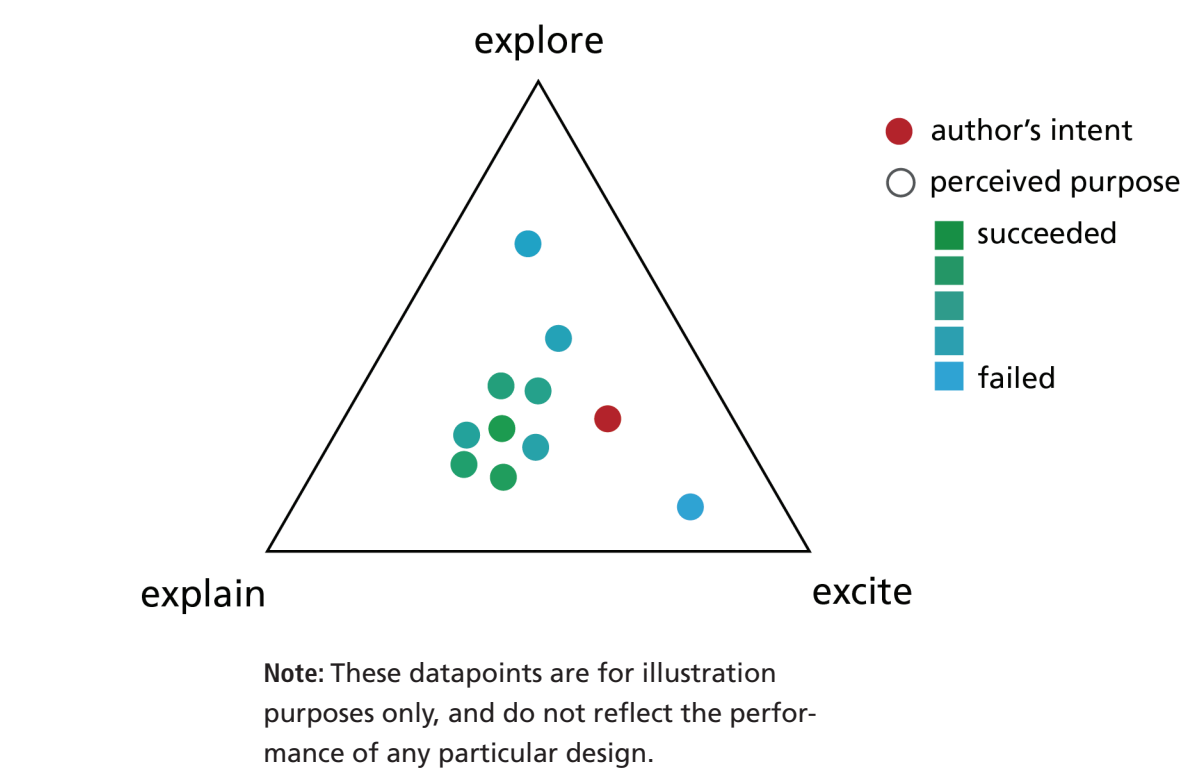 explore
author’s intent
perceived purpose
succeeded
failed
explain
excite
Note: These datapoints are for illustration
purposes only, and do not reflect the perfor-
mance of any particular design.